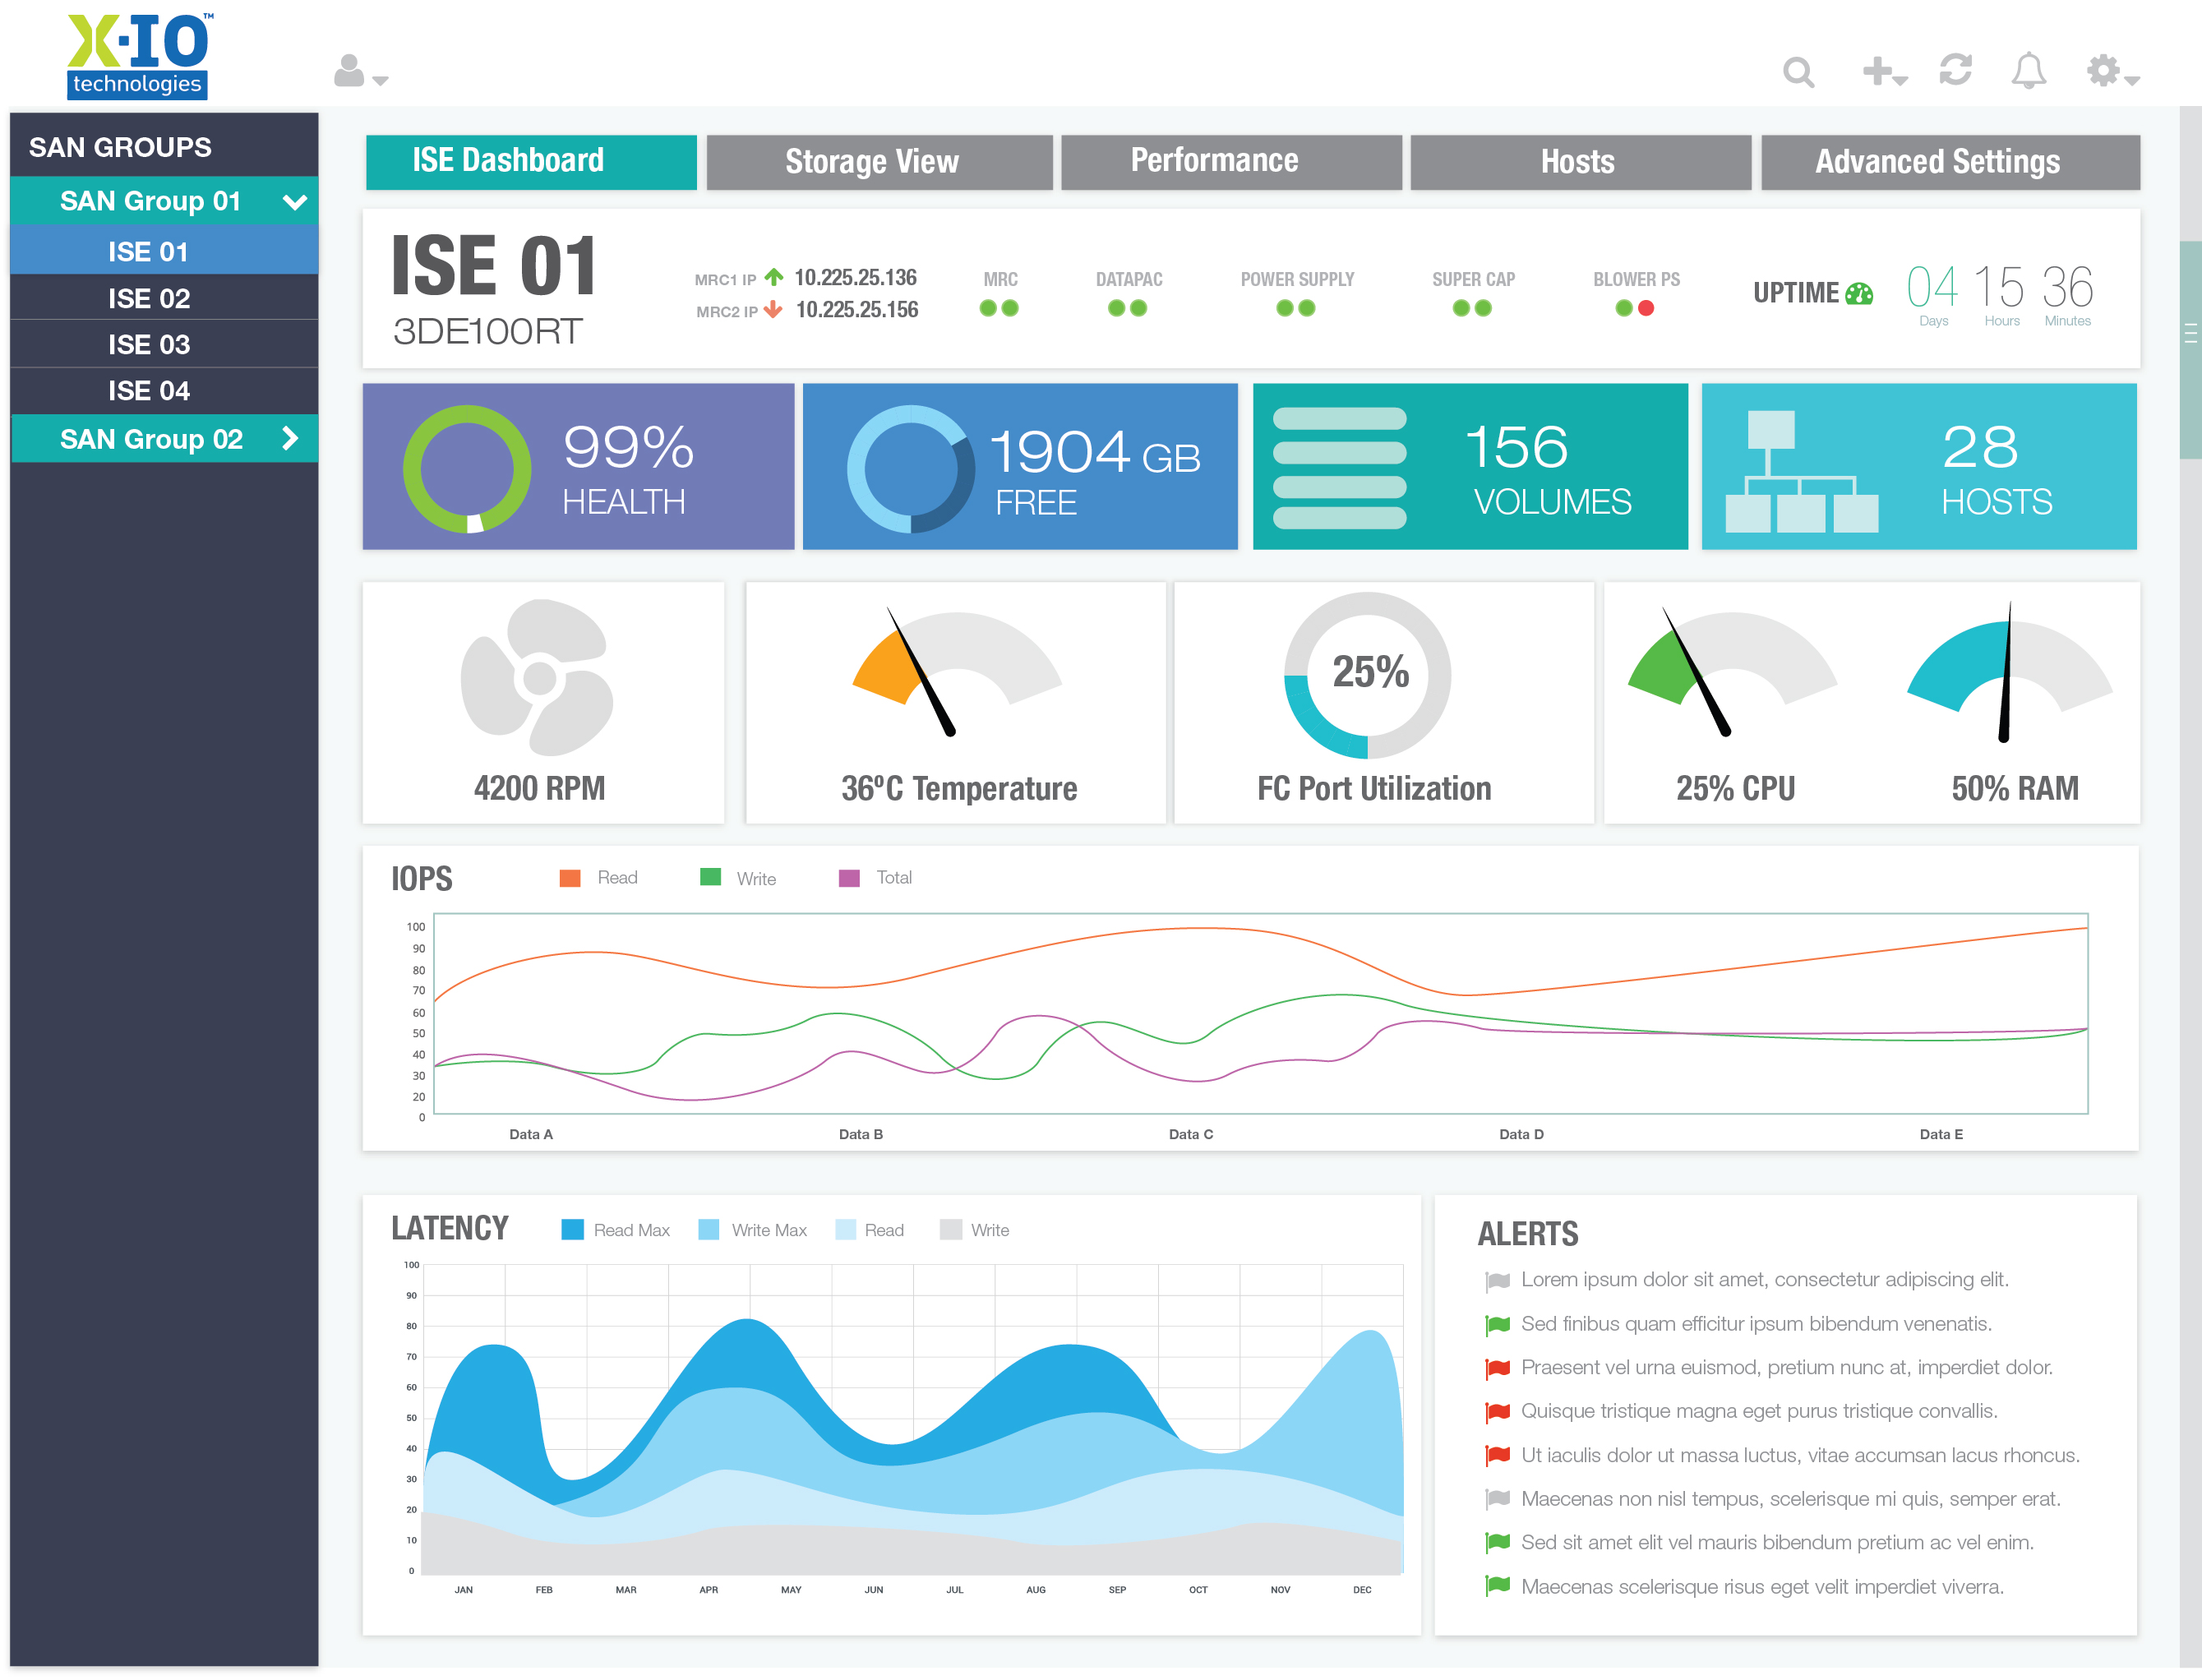 X-IO™
technologies
SAN GROUPS
SAN Group 01
ISE 01
ISE 02
ISE 03
ISE 04
SAN Group 02
ISE Dashboard
Storage View
Performance
Hosts
Advanced Settings
ISE 01
3DE100RT
MRC1 IP 10.225.25.136
MRC2 IP 10.225.25.156
MRC
DATAPAC
POWER SUPPLY
SUPER CAP
BLOWER PS
UPTIME
04 15 36
Days Hours Minutes
99%
HEALTH
1904 GB
FREE
156
VOLUMES
28
HOSTS
4200 RPM
36ºC Temperature
25%
FC Port Utilization
25% CPU
50% RAM
IOPS
Read
Write
Total
100
90
80
70
60
50
40
30
20
0
Data A
Data B
Data C
Data D
Data E
LATENCY
Read Max
Write Max
Read
Write
100
90
80
70
60
50
40
30
20
10
0
JAN
FEB
MAR
APR
MAY
JUN
JUL
AUG
SEP
OCT
NOV
DEC
ALERTS
Lorem ipsum dolor sit amet, consectetur adipiscing elit.
Sed finibus quam efficitur ipsum bibendum venenatis.
Praesent vel urna euismod, pretium nunc at, imperdiet dolor.
Quisque tristique magna eget purus tristique convallis.
Ut iaculis dolor ut massa luctus, vitae accumsan lacus rhoncus.
Maecenas non nisl tempus, scelerisque mi quis, semper erat.
Sed sit amet elit vel mauris bibendum pretium ac vel enim.
Maecenas scelerisque risus eget velit imperdiet viverra.